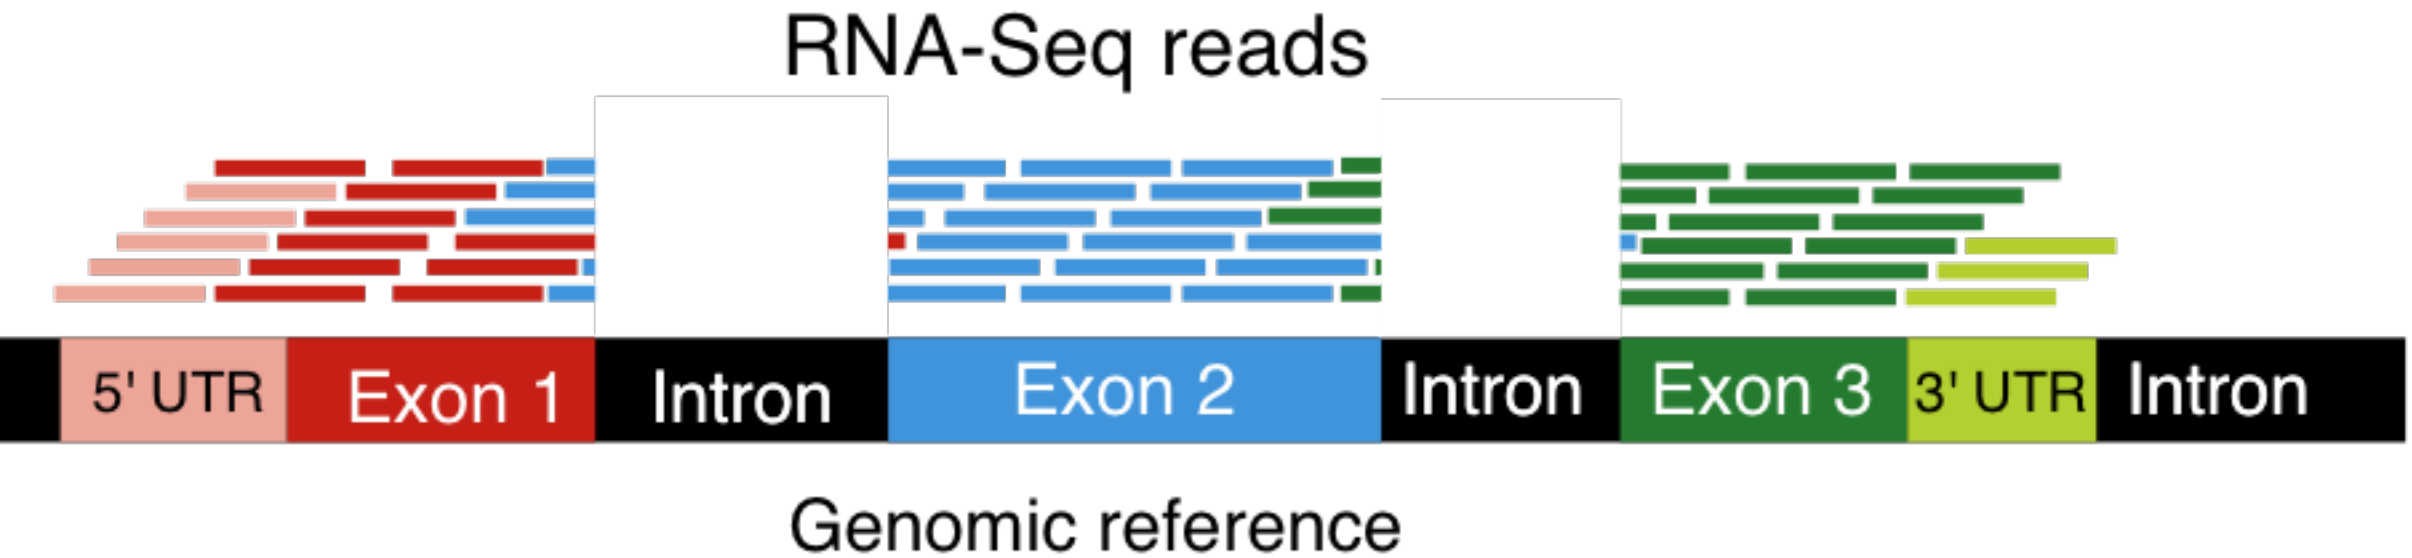 RNA-Seq reads
5' UTR Exon 1 Intron Exon 2 Intron Exon 3 3' UTR Intron
Genomic reference